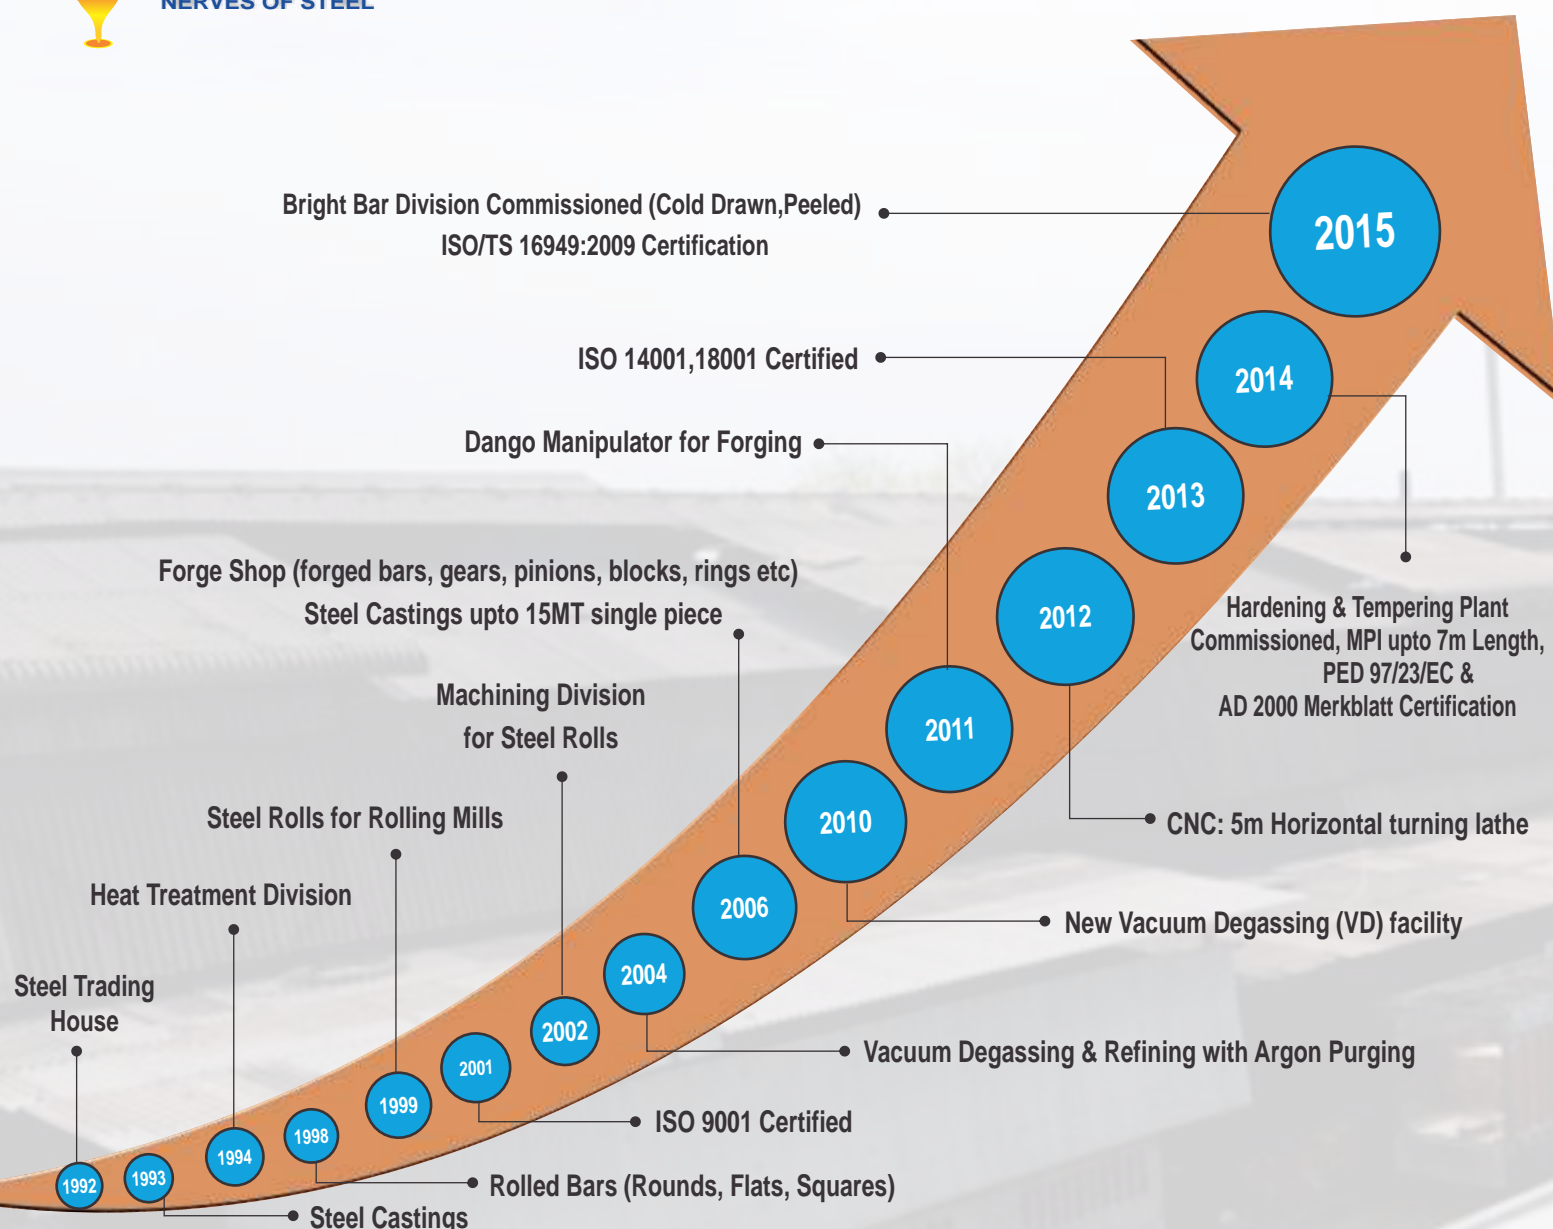 NERVES OF STEEL
Bright Bar Division Commissioned (Cold Drawn,Peeled)
ISO/TS 16949:2009 Certification
2015
ISO 14001,18001 Certified
2014
Dango Manipulator for Forging
2013
Forge Shop (forged bars, gears, pinions, blocks, rings etc)
Steel Castings upto 15MT single piece
2012
Hardening & Tempering Plant
Commissioned, MPI upto 7m Length,
PED 97/23/EC &
AD 2000 Merkblatt Certification
Machining Division
for Steel Rolls
2011
Steel Rolls for Rolling Mills
2010
CNC: 5m Horizontal turning lathe
Heat Treatment Division
2006
New Vacuum Degassing (VD) facility
Steel Trading
House
2004
2002
Vacuum Degassing & Refining with Argon Purging
2001
1999
ISO 9001 Certified
1998
1994
1993
1992
Rolled Bars (Rounds, Flats, Squares)
Steel Castings